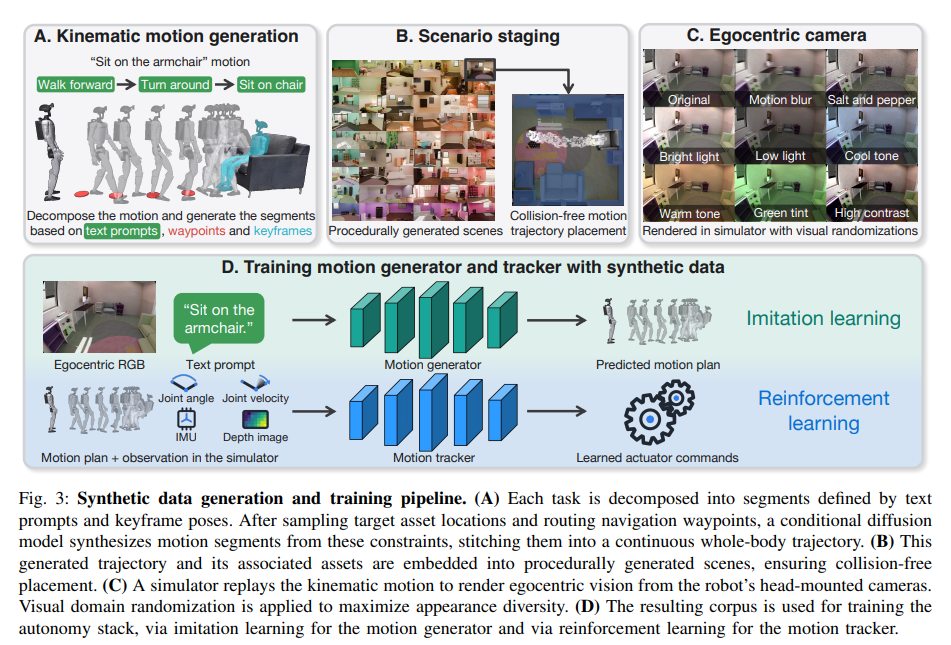 A. Kinematic motion generation
“Sit on the armchair” motion
Walk forward
Turn around
Sit on chair
Decompose the motion and generate the segments
based on text prompts, waypoints and keyframes
B. Scenario staging
Procedurally generated scenes
Collision-free motion
trajectory placement
C. Egocentric camera
Original
Motion blur
Salt and pepper
Bright light
Low light
Cool tone
Warm tone
Green tint
High contrast
Rendered in simulator with visual randomizations
D. Training motion generator and tracker with synthetic data
“Sit on the
armchair.”
Egocentric RGB
Text prompt
Motion generator
Predicted motion plan
Imitation learning
Joint angle
Joint velocity
IMU
Depth image
Motion plan + observation in the simulator
Motion tracker
Learned actuator commands
Reinforcement
learning
Fig. 3: Synthetic data generation and training pipeline. (A) Each task is decomposed into segments defined by text
prompts and keyframe poses. After sampling target asset locations and routing navigation waypoints, a conditional diffusion
model synthesizes motion segments from these constraints, stitching them into a continuous whole-body trajectory. (B) This
generated trajectory and its associated assets are embedded into procedurally generated scenes, ensuring collision-free
placement. (C) A simulator replays the kinematic motion to render egocentric vision from the robot’s head-mounted cameras.
Visual domain randomization is applied to maximize appearance diversity. (D) The resulting corpus is used for training the
autonomy stack, via imitation learning for the motion generator and via reinforcement learning for the motion tracker.